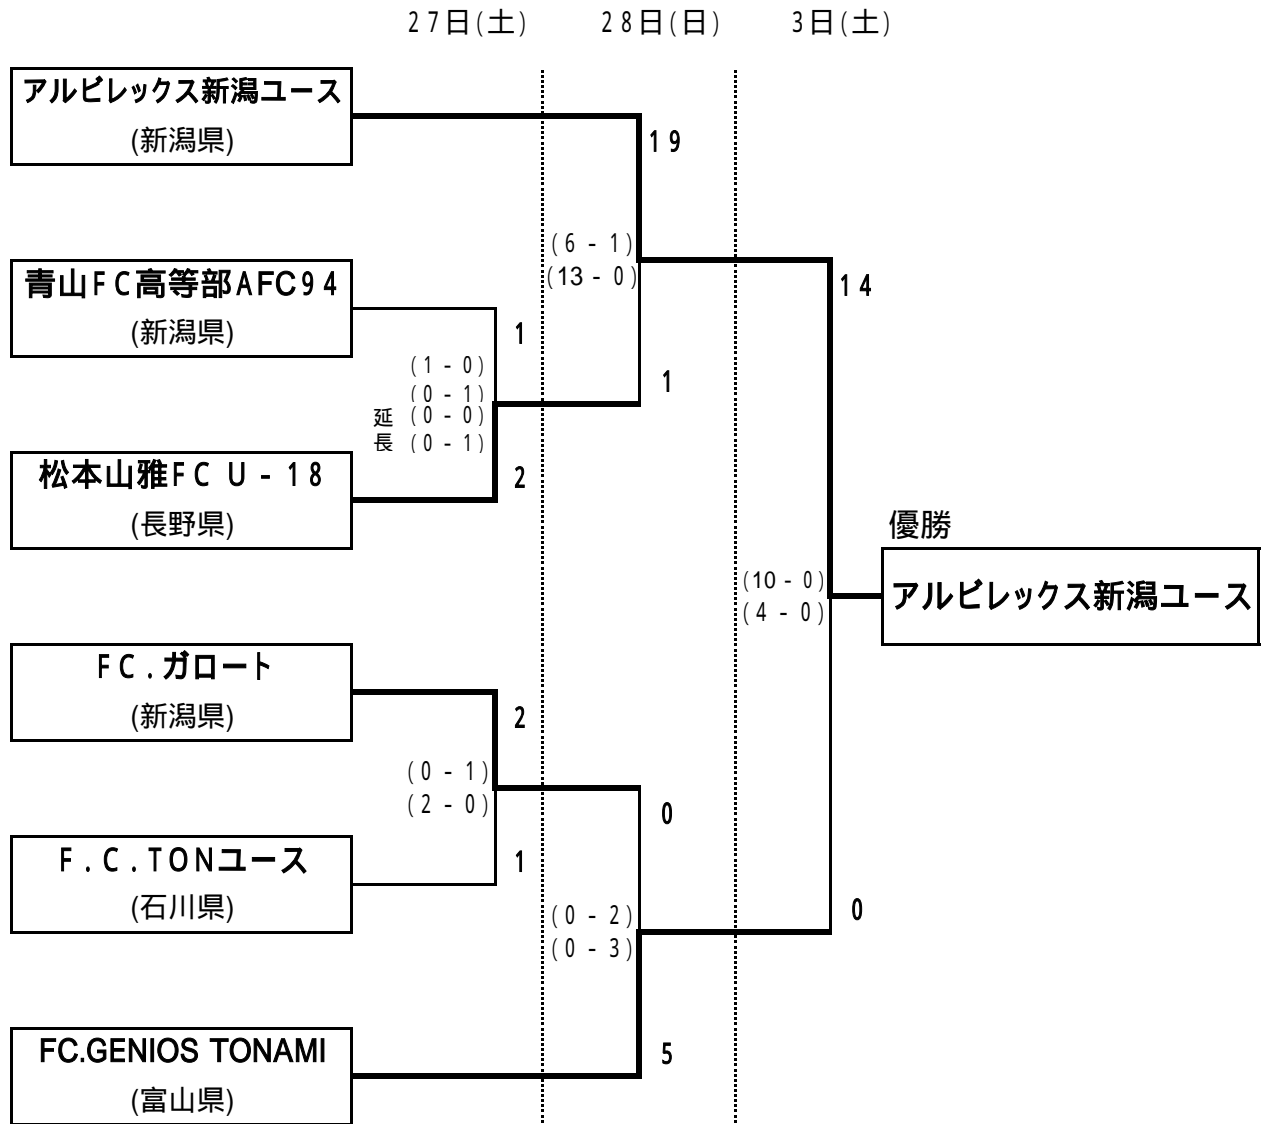 27日(土) 28日(日) 3日(土)
アルビレックス新潟ユース
(新潟県)
19
(6 - 1)
(13 - 0)
青山FC高等部AFC94
(新潟県)
14
1
(1 - 0)
(0 - 1)
延長
(0 - 0)
(0 - 1)
1
松本山雅FC U-18
(長野県)
2
優勝
アルビレックス新潟ユース
(10 - 0)
(4 - 0)
FC.ガロート
(新潟県)
2
(0 - 1)
(2 - 0)
0
F.C.TONユース
(石川県)
1
(0 - 2)
(0 - 3)
0
FC.GENIOS TONAMI
(富山県)
5